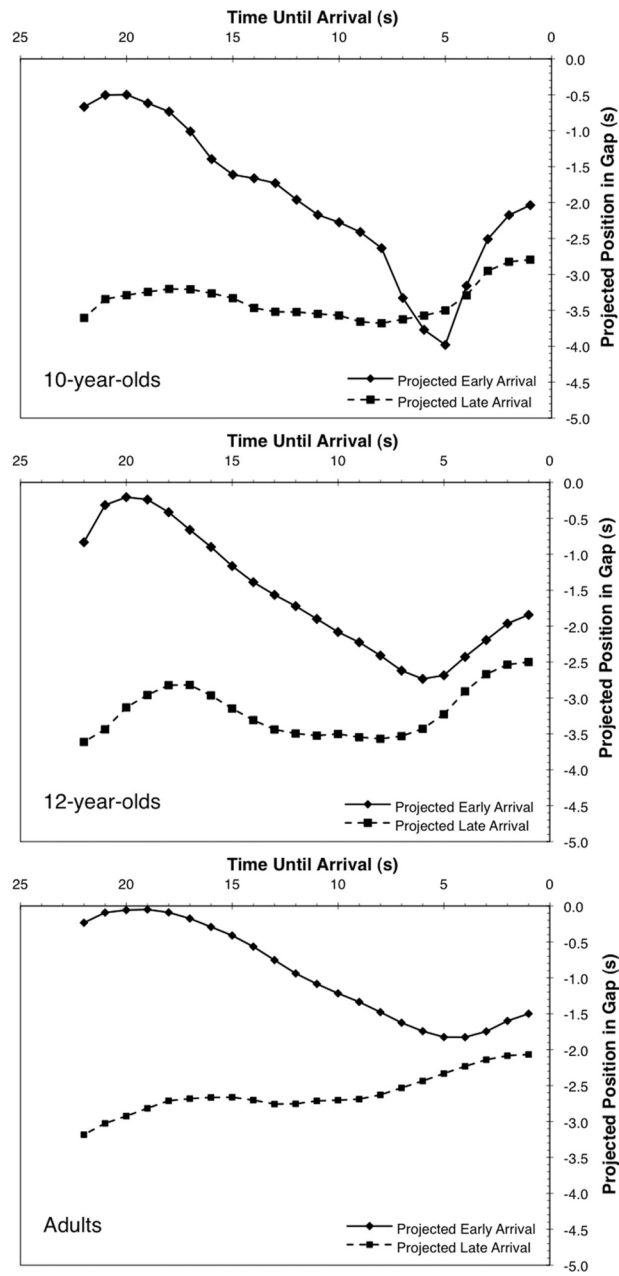 Time Until Arrival (s)
25 20 15 10 5 0
0.0
-0.5
-1.0
-1.5
-2.0
-2.5
-3.0
-3.5
-4.0
-4.5
-5.0
Projected Position in Gap (s)
10-year-olds
Projected Early Arrival
Projected Late Arrival
Time Until Arrival (s)
25 20 15 10 5 0
0.0
-0.5
-1.0
-1.5
-2.0
-2.5
-3.0
-3.5
-4.0
-4.5
-5.0
Projected Position in Gap (s)
12-year-olds
Projected Early Arrival
Projected Late Arrival
Time Until Arrival (s)
25 20 15 10 5 0
0.0
-0.5
-1.0
-1.5
-2.0
-2.5
-3.0
-3.5
-4.0
-4.5
-5.0
Projected Position in Gap (s)
Adults
Projected Early Arrival
Projected Late Arrival